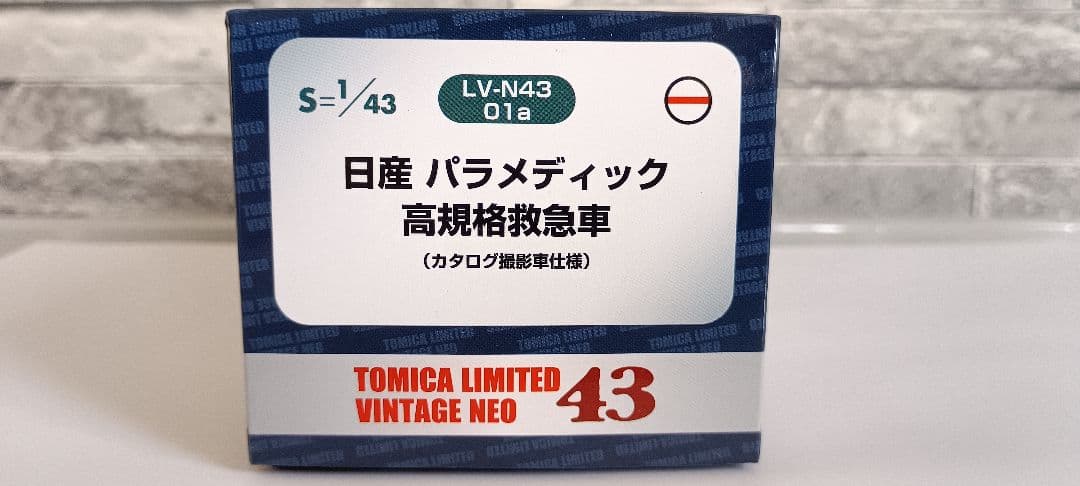 S=1/43
LV-N43
01a
日産 パラメディック
高規格救急車
（カタログ撮影車仕様）
TOMICA LIMITED
VINTAGE NEO
43